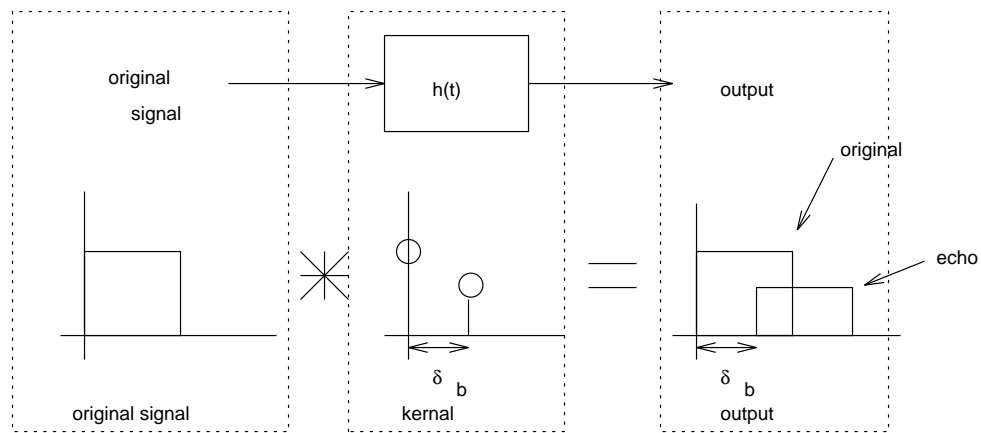 original
signal
h(t)
output
original
echo
δ b
δ b
original signal
kernal
output